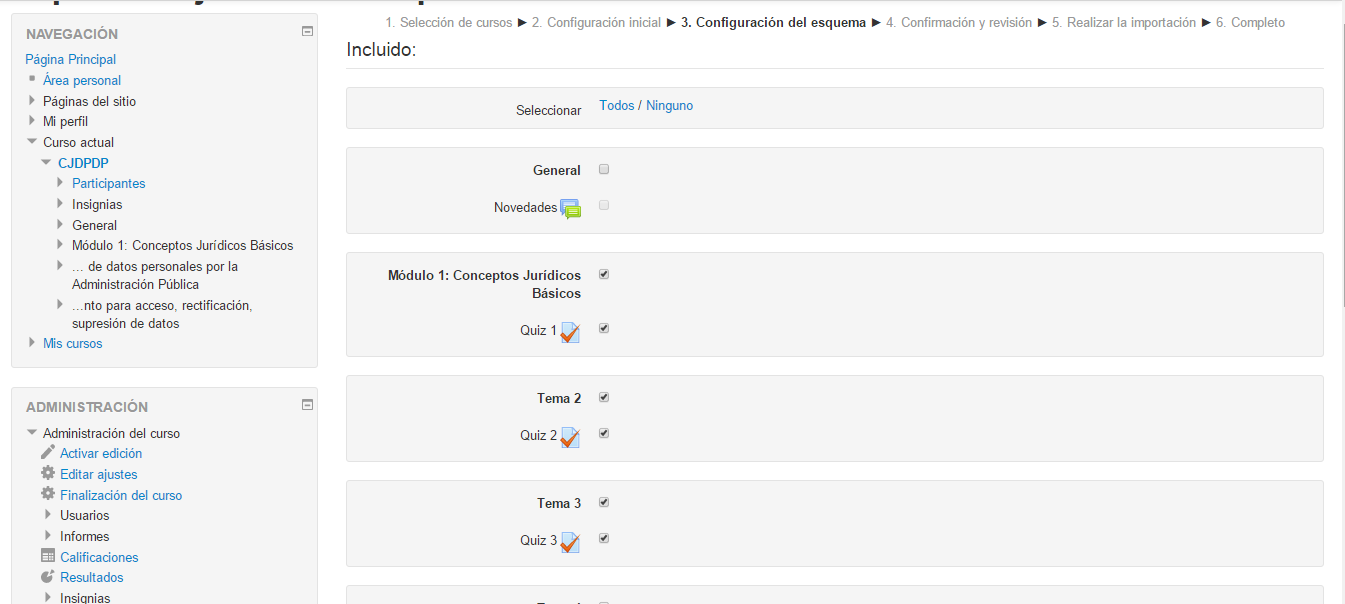 NAVEGACIÓN
Página Principal
Área personal
Páginas del sitio
Mi perfil
Curso actual
CJDPDP
Participantes
Insignias
General
Módulo 1: Conceptos Jurídicos Básicos
... de datos personales por la
Administración Pública
...nto para acceso, rectificación,
supresión de datos
Mis cursos
ADMINISTRACIÓN
Administración del curso
Activar edición
Editar ajustes
Finalización del curso
Usuarios
Informes
Calificaciones
Resultados
Insignias
1. Selección de cursos ► 2. Configuración inicial ► 3. Configuración del esquema ► 4. Confirmación y revisión ► 5. Realizar la importación ► 6. Completo
Incluido:
Seleccionar Todos / Ninguno
General
Novedades
Módulo 1: Conceptos Jurídicos
Básicos
Quiz 1
Tema 2
Quiz 2
Tema 3
Quiz 3